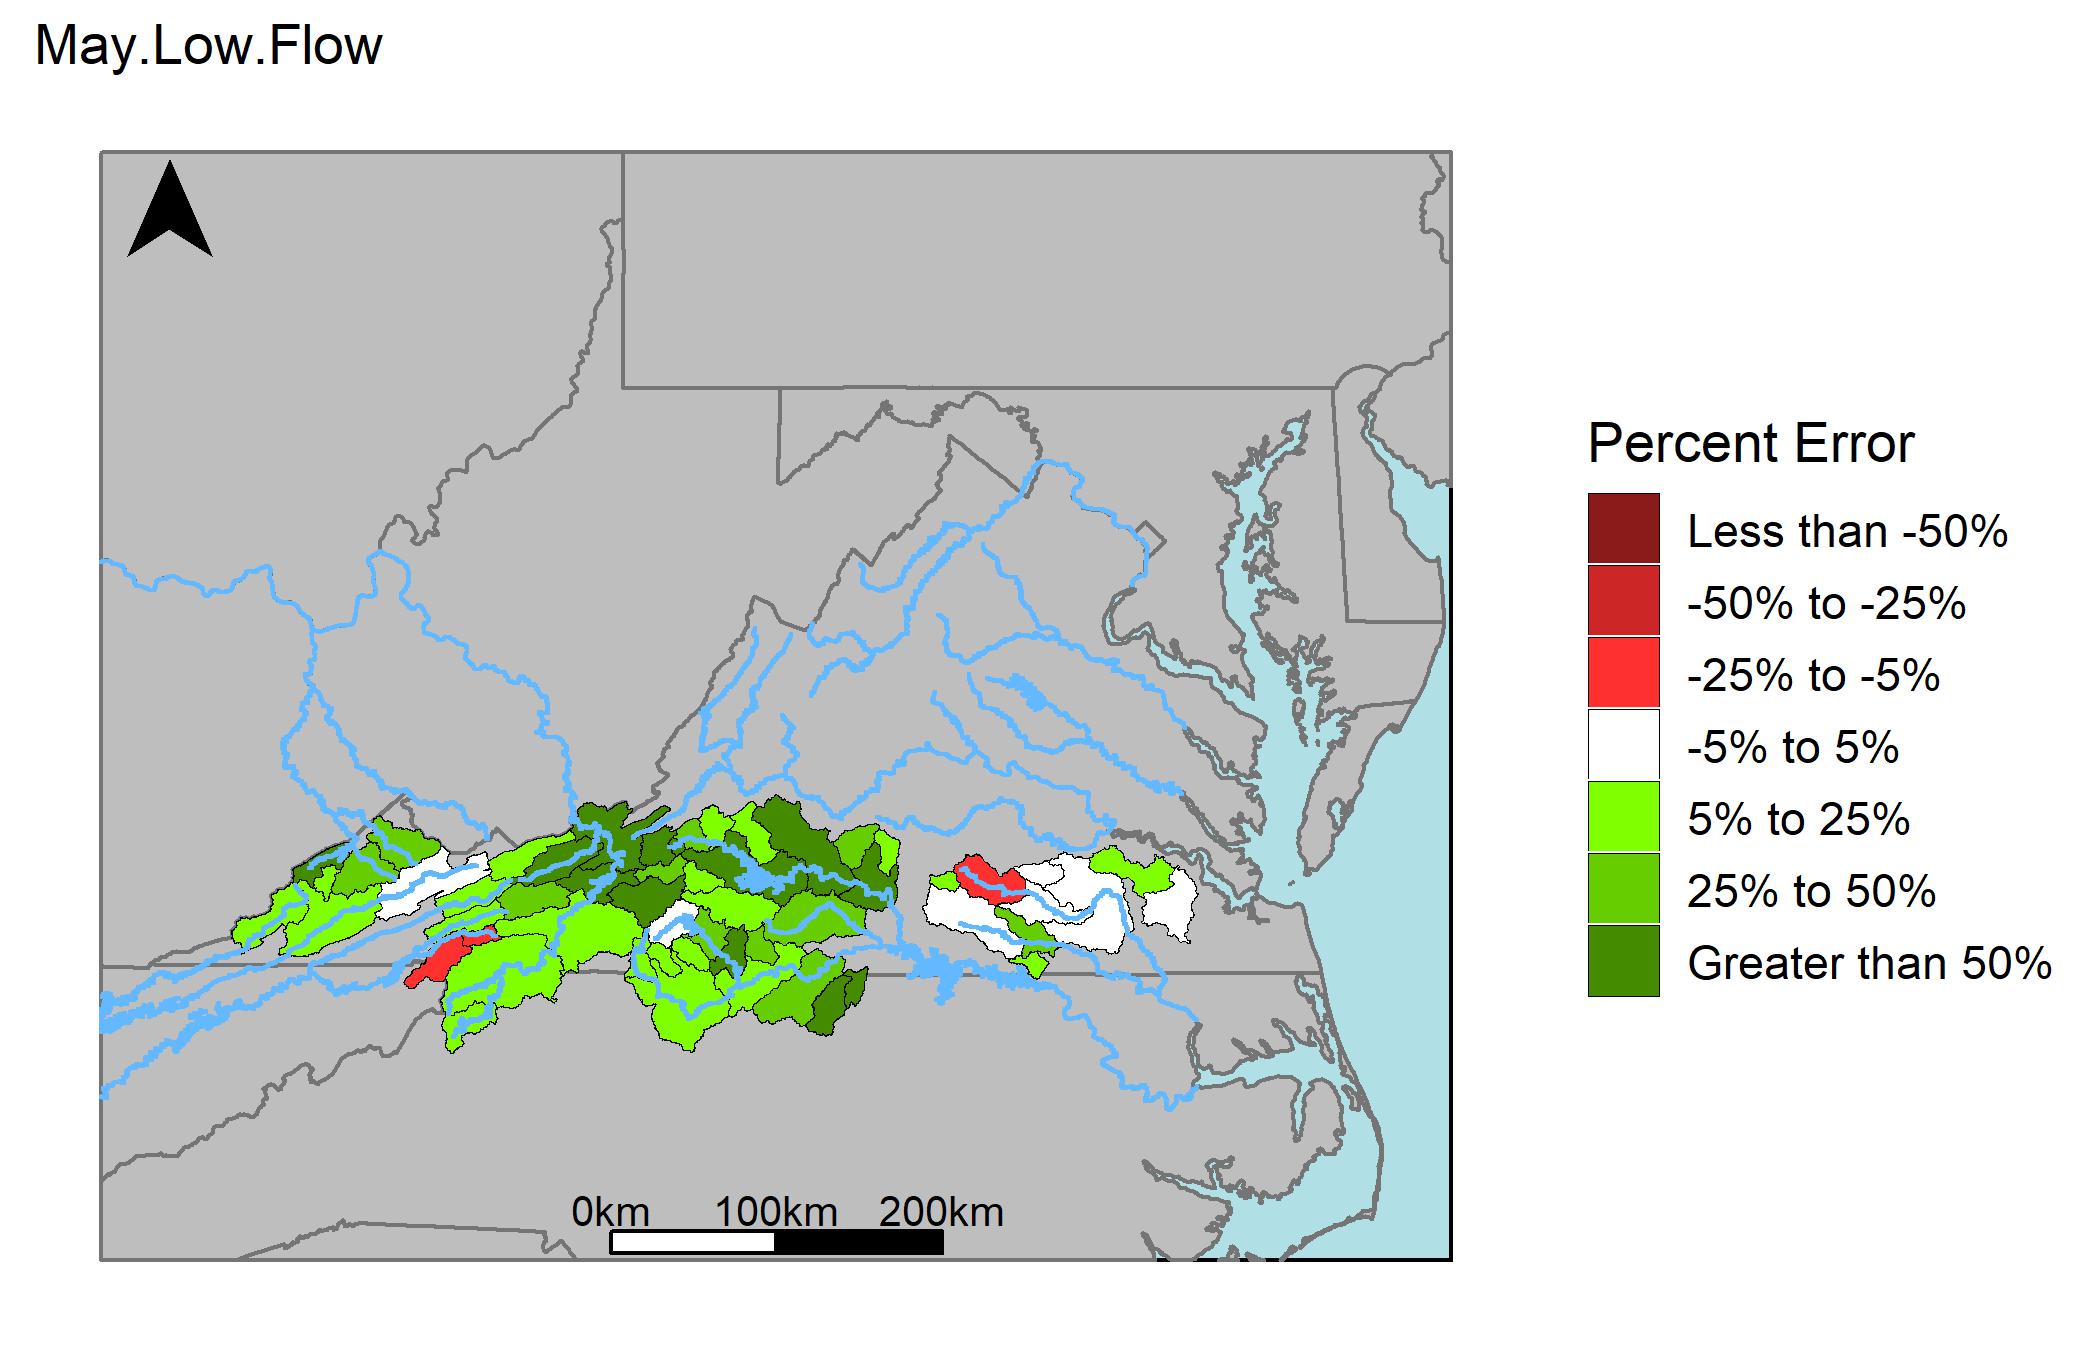 May.Low.Flow
Percent Error
Less than -50%
-50% to -25%
-25% to -5%
-5% to 5%
5% to 25%
25% to 50%
Greater than 50%
0km 100km 200km